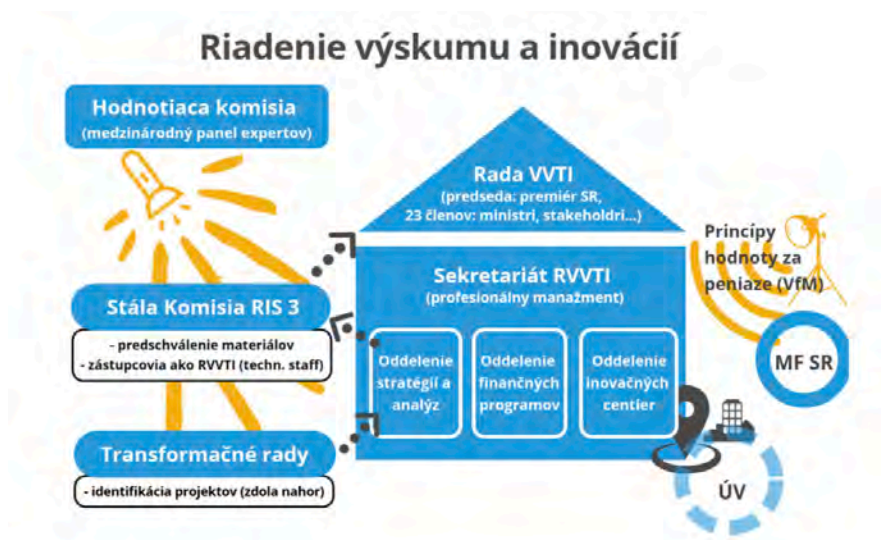 Riadenie výskumu a inovácií
Hodnotiaca komisia
(medzinárodný panel expertov)
Rada VVTI
(predseda: premiér SR,
23 členov: ministri, stakeholdri...)
Princípy
hodnoty za
peniaze (VfM)
MF SR
Stála Komisia RIS 3
- predschválenie materiálov
- zástupcovia ako RVVTI (techn. staff)
Sekretariát RVVTI
(profesionálny manažment)
Oddelenie
stratégií a
analýz
Oddelenie
finančných
programov
Oddelenie
inovačných
centier
Transformačné rady
- identifikácia projektov (zdola nahor)
ÚV